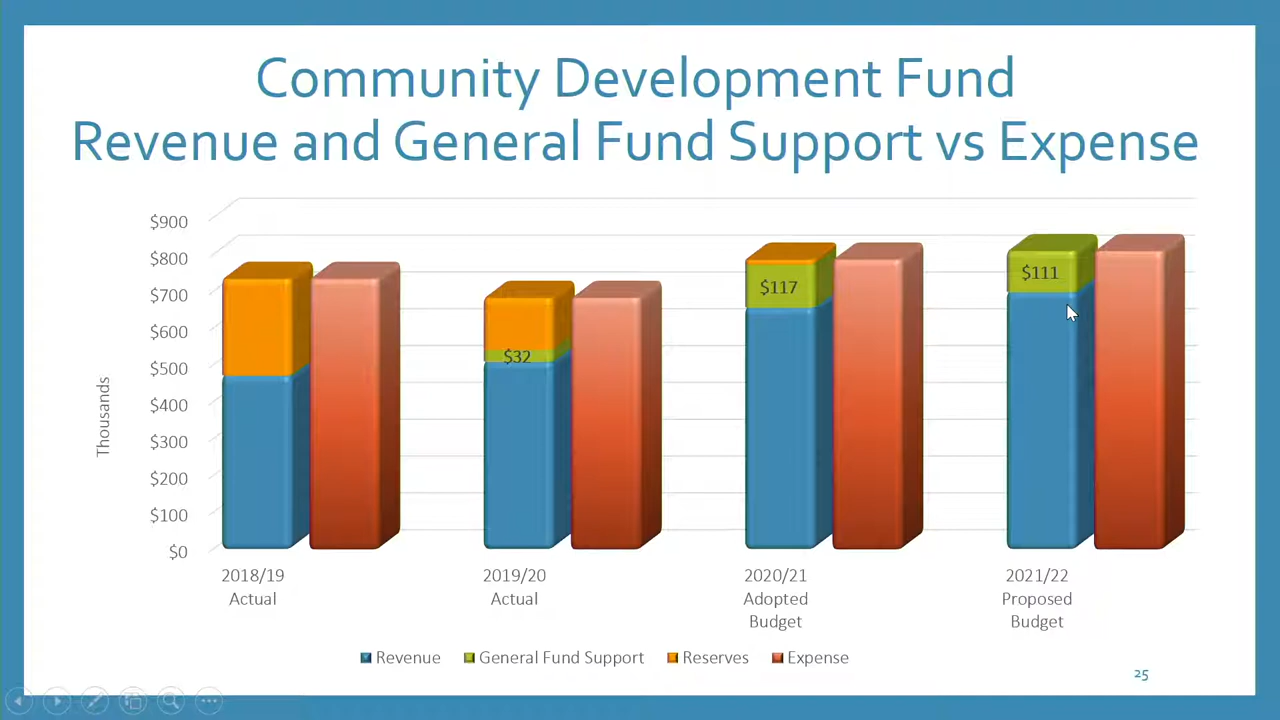 Community Development Fund
Revenue and General Fund Support vs Expense
$900
$800
$700
$600
$500
$400
$300
$200
$100
$0
Thousands
$32
$117
$111
2018/19
Actual
2019/20
Actual
2020/21
Adopted
Budget
2021/22
Proposed
Budget
Revenue
General Fund Support
Reserves
Expense
25